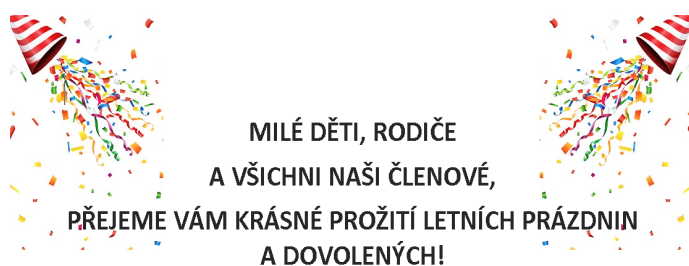 MILÉ DĚTI, RODIČE
A VŠICHNI NAŠI ČLENOVÉ,
PŘEJEME VÁM KRÁSNÉ PROŽITÍ LETNÍCH PRÁZDNIN
A DOVOLENÝCH!